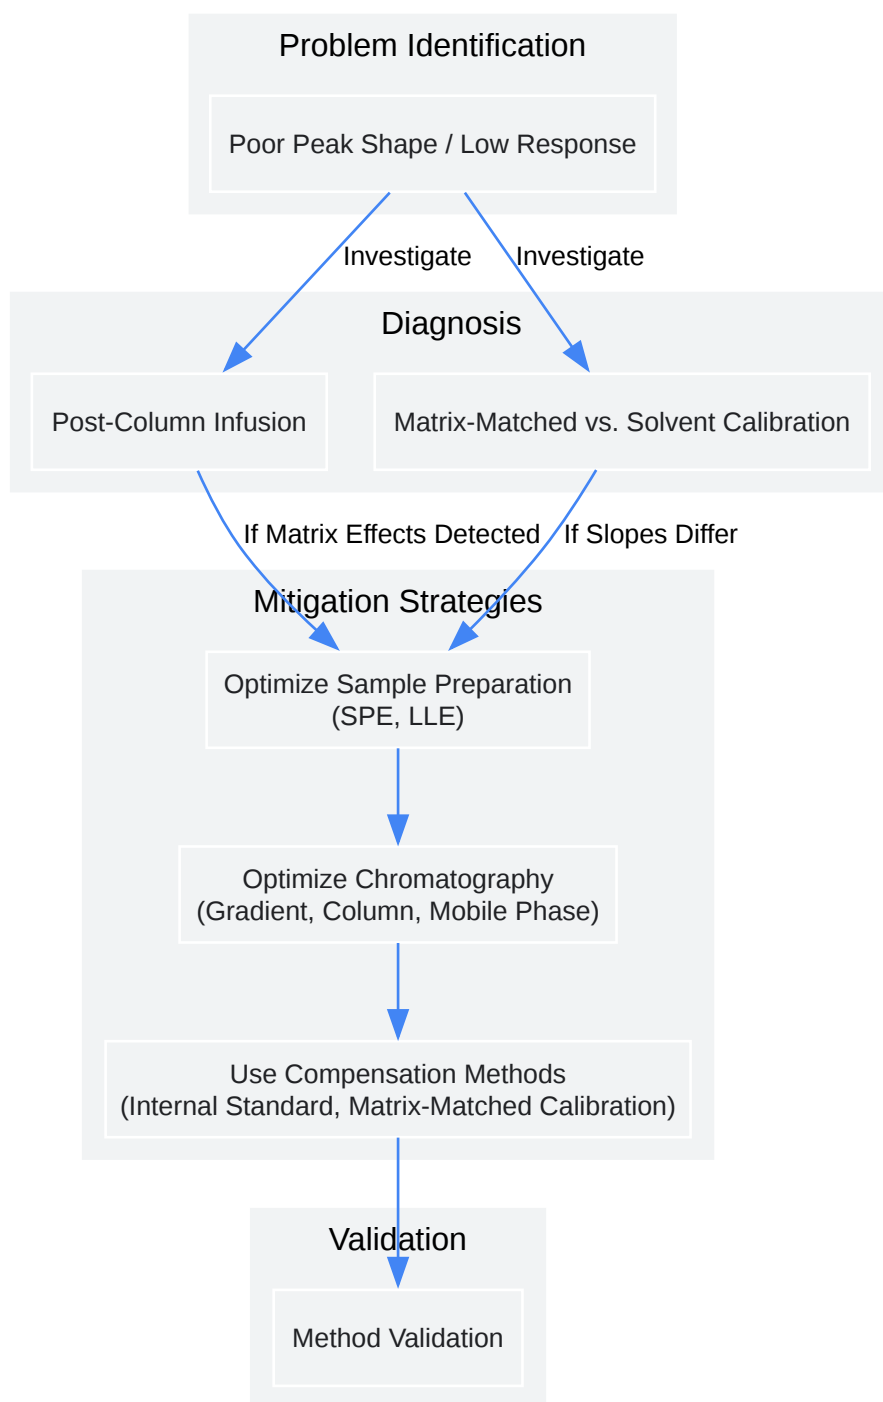 Problem Identification
Poor Peak Shape / Low Response
Investigate
Investigate
Diagnosis
Post-Column Infusion
Matrix-Matched vs. Solvent Calibration
If Matrix Effects Detected
If Slopes Differ
Mitigation Strategies
Optimize Sample Preparation
(SPE, LLE)
Optimize Chromatography
(Gradient, Column, Mobile Phase)
Use Compensation Methods
(Internal Standard, Matrix-Matched Calibration)
Validation
Method Validation